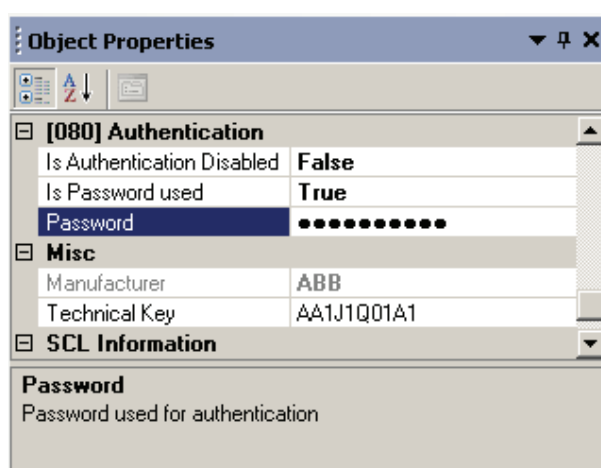 Object Properties
[080] Authentication
Is Authentication Disabled False
Is Password used True
Password ●●●●●●●●●●
Misc
Manufacturer ABB
Technical Key AA1J1Q01A1
SCL Information
Password
Password used for authentication